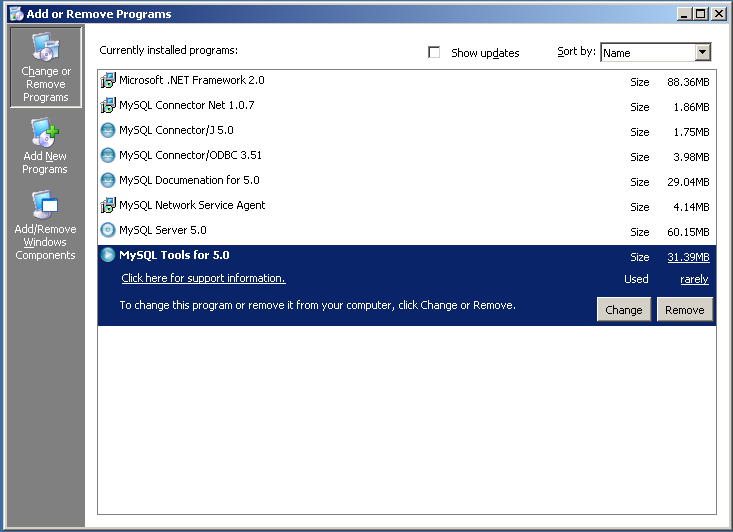 Add or Remove Programs
Change or
Remove
Programs
Add New
Programs
Add/Remove
Windows
Components
Currently installed programs:
Show updates
Sort by:
Name
Microsoft .NET Framework 2.0
Size
88.36MB
MySQL Connector Net 1.0.7
Size
1.86MB
MySQL Connector/J 5.0
Size
1.75MB
MySQL Connector/ODBC 3.51
Size
3.98MB
MySQL Documenation for 5.0
Size
29.04MB
MySQL Network Service Agent
Size
4.14MB
MySQL Server 5.0
Size
60.15MB
MySQL Tools for 5.0
Size
31.39MB
Click here for support information.
Used
rarely
To change this program or remove it from your computer, click Change or Remove.
Change
Remove